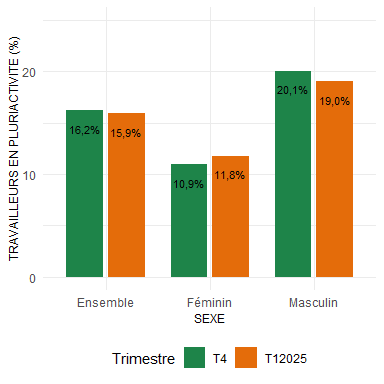 TRAVAILLEURS EN PLURIACTIVITE (%)
20
10
0
16,2%
15,9%
10,9%
11,8%
20,1%
19,0%
Ensemble
Féminin
Masculin
SEXE
Trimestre
T4
T12025